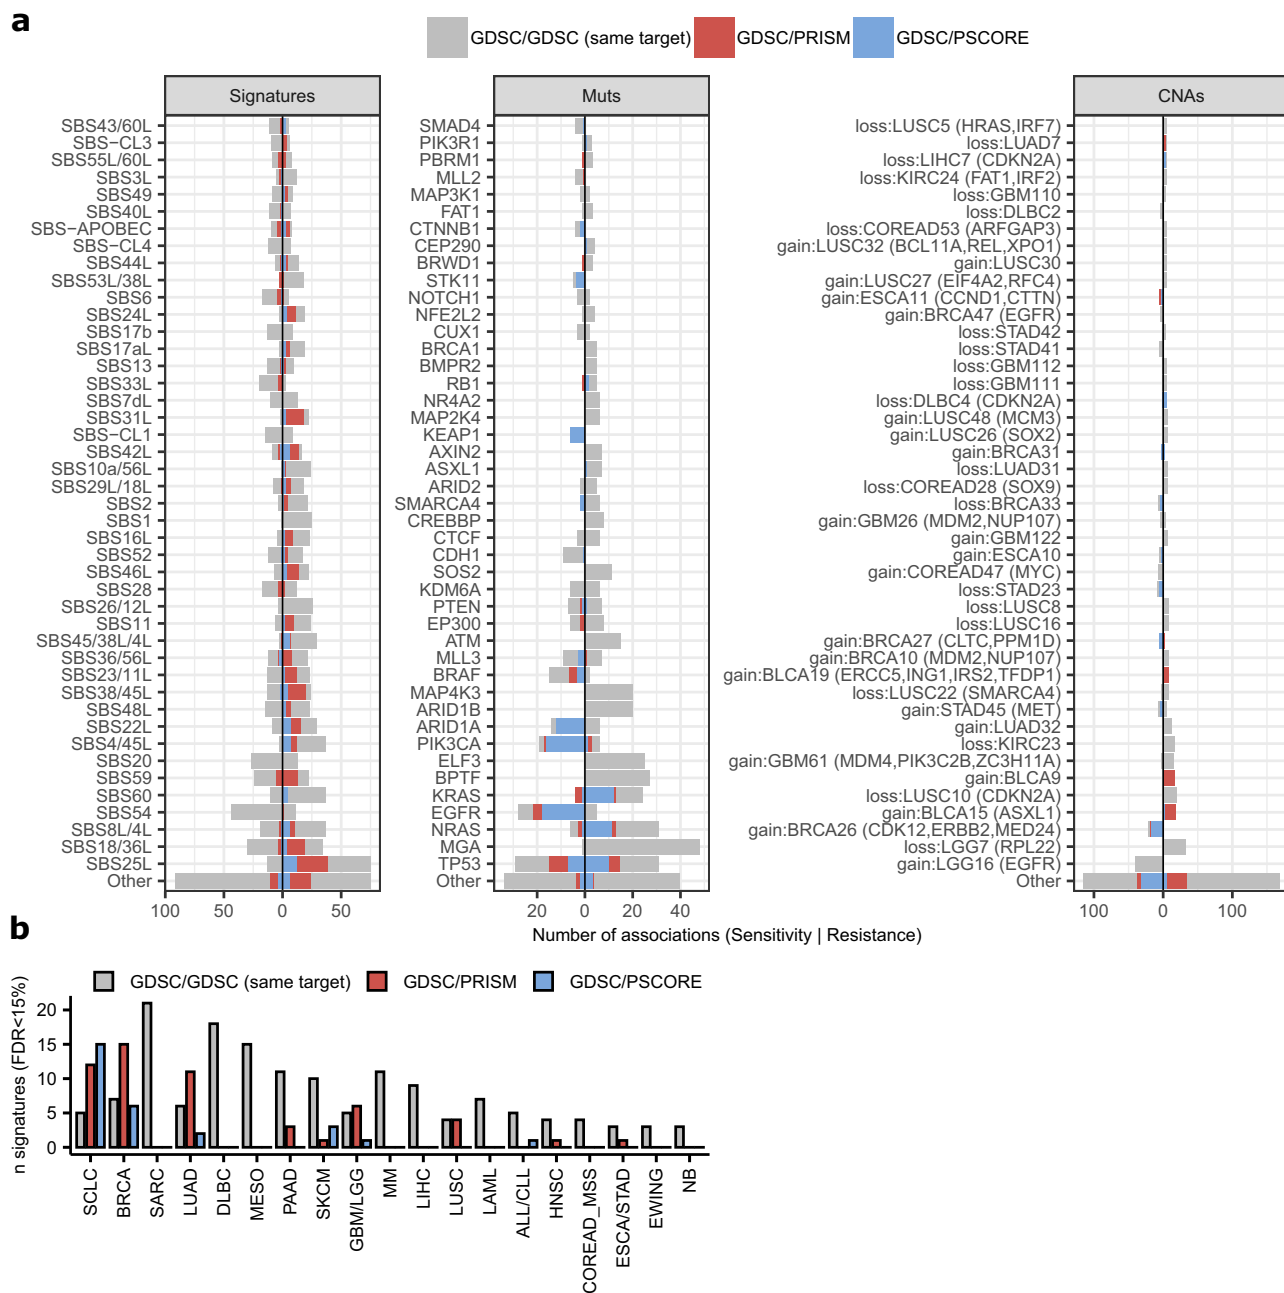 a
GDSC/GDSC (same target) GDSC/PRISM GDSC/PSCORE
Signatures
SBS43/60L
SBS−CL3
SBS55L/60L
SBS3L
SBS49
SBS40L
SBS−APOBEC
SBS−CL4
SBS44L
SBS53L/38L
SBS6
SBS24L
SBS17b
SBS17aL
SBS13
SBS33L
SBS7dL
SBS31L
SBS−CL1
SBS42L
SBS10a/56L
SBS29L/18L
SBS2
SBS1
SBS16L
SBS52
SBS46L
SBS28
SBS26/12L
SBS11
SBS45/38L/4L
SBS36/56L
SBS23/11L
SBS38/45L
SBS48L
SBS22L
SBS4/45L
SBS20
SBS59
SBS60
SBS54
SBS8L/4L
SBS18/36L
SBS25L
Other
100 50 0 50
Muts
SMAD4
PIK3R1
PBRM1
MLL2
MAP3K1
FAT1
CTNNB1
CEP290
BRWD1
STK11
NOTCH1
NFE2L2
CUX1
BRCA1
BMPR2
RB1
NR4A2
MAP2K4
KEAP1
AXIN2
ASXL1
ARID2
SMARCA4
CREBBP
CTCF
CDH1
SOS2
KDM6A
PTEN
EP300
ATM
MLL3
BRAF
MAP4K3
ARID1B
ARID1A
PIK3CA
ELF3
BPTF
KRAS
EGFR
NRAS
MGA
TP53
Other
20 0 20 40
CNAs
loss:LUSC5 (HRAS,IRF7)
loss:LUAD7
loss:LIHC7 (CDKN2A)
loss:KIRC24 (FAT1,IRF2)
loss:GBM110
loss:DLBC2
loss:COREAD53 (ARFGAP3)
gain:LUSC32 (BCL11A,REL,XPO1)
gain:LUSC30
gain:LUSC27 (EIF4A2,RFC4)
gain:ESCA11 (CCND1,CTTN)
gain:BRCA47 (EGFR)
loss:STAD42
loss:STAD41
loss:GBM112
loss:GBM111
loss:DLBC4 (CDKN2A)
gain:LUSC48 (MCM3)
gain:LUSC26 (SOX2)
gain:BRCA31
loss:LUAD31
loss:COREAD28 (SOX9)
loss:BRCA33
gain:GBM26 (MDM2,NUP107)
gain:GBM122
gain:ESCA10
gain:COREAD47 (MYC)
loss:STAD23
loss:LUSC8
loss:LUSC16
gain:BRCA27 (CLTC,PPM1D)
gain:BRCA10 (MDM2,NUP107)
gain:BLCA19 (ERCC5,ING1,IRS2,TFDP1)
loss:LUSC22 (SMARCA4)
gain:STAD45 (MET)
gain:LUAD32
loss:KIRC23
gain:GBM61 (MDM4,PIK3C2B,ZC3H11A)
gain:BLCA9
loss:LUSC10 (CDKN2A)
gain:BLCA15 (ASXL1)
gain:BRCA26 (CDK12,ERBB2,MED24)
loss:LGG7 (RPL22)
gain:LGG16 (EGFR)
Other
100 0 100
Number of associations (Sensitivity | Resistance)
b
GDSC/GDSC (same target) GDSC/PRISM GDSC/PSCORE
n signatures (FDR<15%)
20
15
10
5
0
SCLC
BRCA
SARC
LUAD
DLBC
MESO
PAAD
SKCM
GBM/LGG
MM
LIHC
LUSC
LAML
ALL/CLL
HNSC
COREAD_MSS
ESCA/STAD
EWING
NB